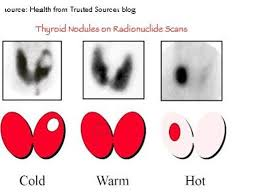 source: Health from Trusted Sources blog
Thyroid Nodules on Radionuclide Scans
Cold Warm Hot